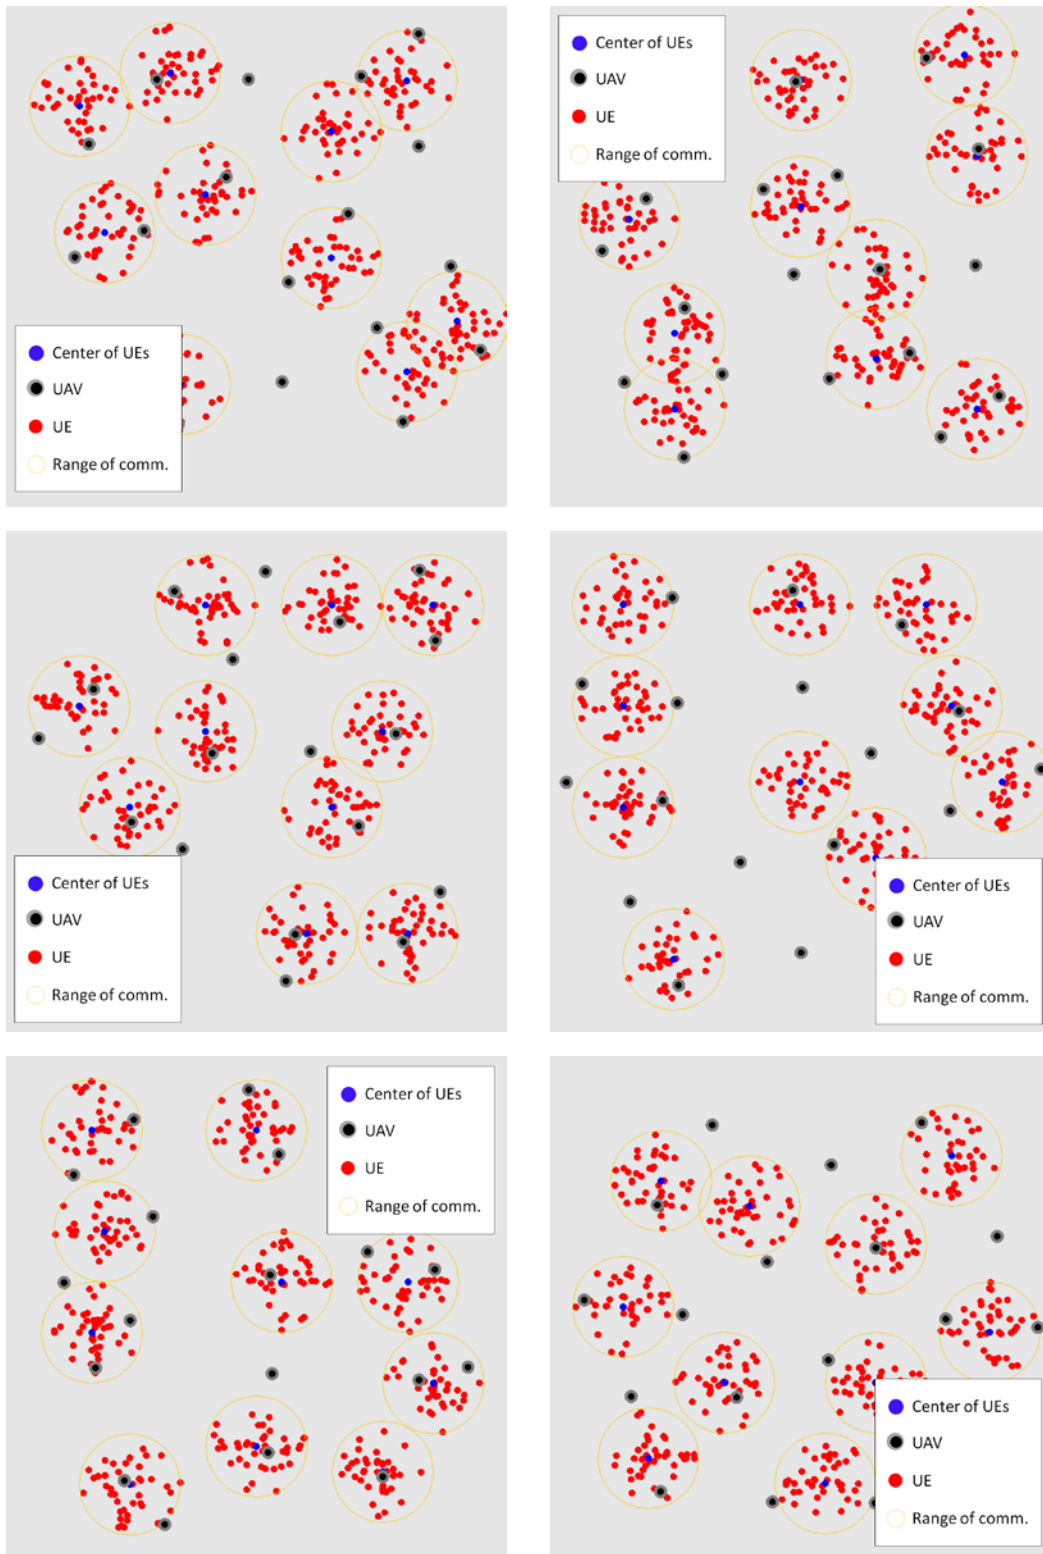 Center of UEs
UAV
UE
Range of comm.
Center of UEs
UAV
UE
Range of comm.
Center of UEs
UAV
UE
Range of comm.
Center of UEs
UAV
UE
Range of comm.
Center of UEs
UAV
UE
Range of comm.
Center of UEs
UAV
UE
Range of comm.